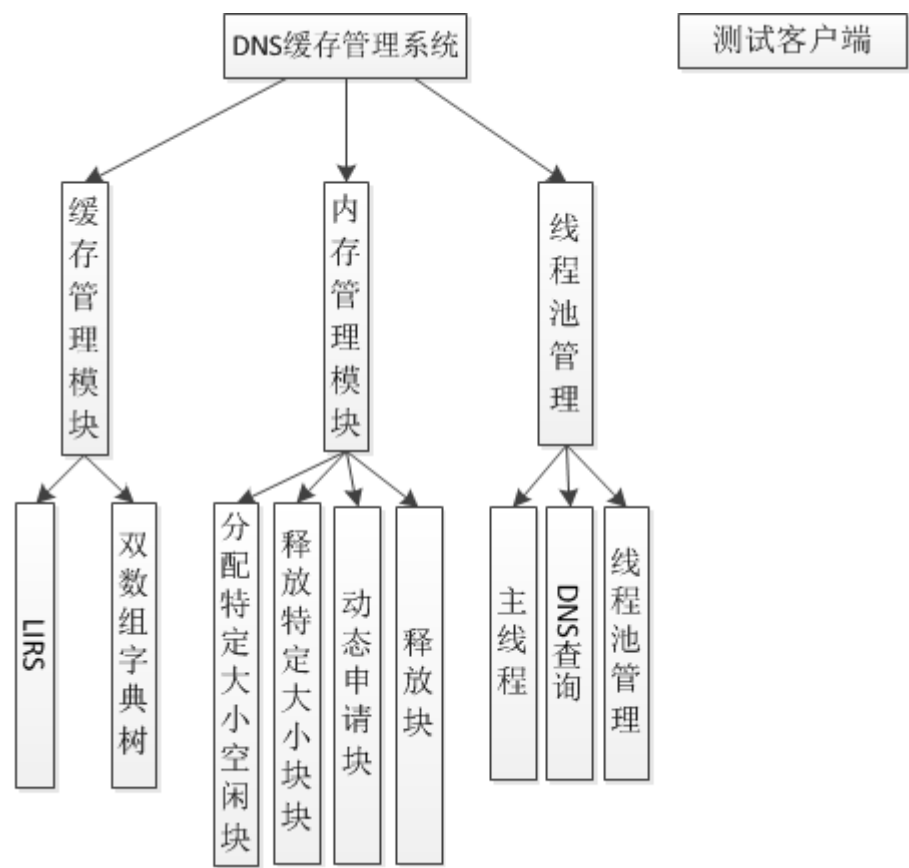 DNS缓存管理系统
测试客户端
缓存管理模块
内存管理模块
线程池管理
LIRS
双数组字典树
分配特定大小空闲块
释放特定大小块块
动态申请块
释放块
主线程
DNS查询
线程池管理